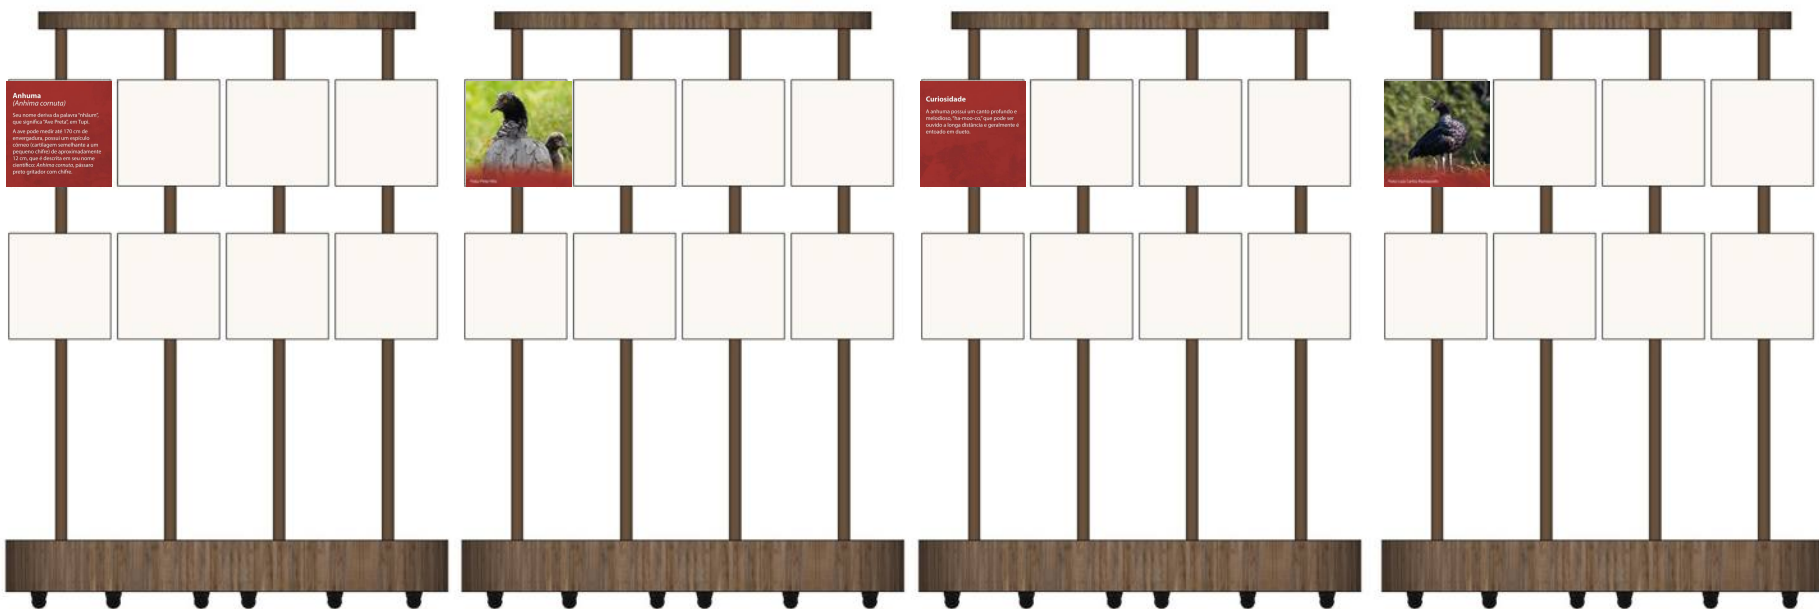 Anhuma
(Anhima cornuta)
Seu nome deriva da palavra "nhãum",
que significa "Ave Preta", em Tupi.
A ave pode medir até 170 cm de
envergadura, possui um espículo
córneo (cartilagem semelhante a um
pequeno chifre) de aproximadamente
12 cm, que é descrita em seu nome
científico: Anhima cornuta, pássaro
preto gritador com chifre.
Curiosidade
A anhuma possui um canto profundo e
melodioso, "ha-moo-co," que pode ser
ouvido a longa distância e geralmente é
entoado em dueto.